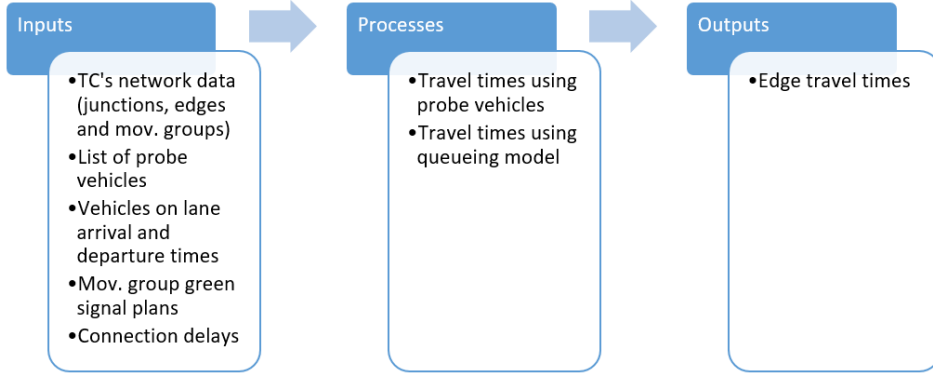 Inputs
•TC's network data
(junctions, edges
and mov. groups)
•List of probe
vehicles
•Vehicles on lane
arrival and
departure times
•Mov. group green
signal plans
•Connection delays
Processes
•Travel times using
probe vehicles
•Travel times using
queueing model
Outputs
•Edge travel times